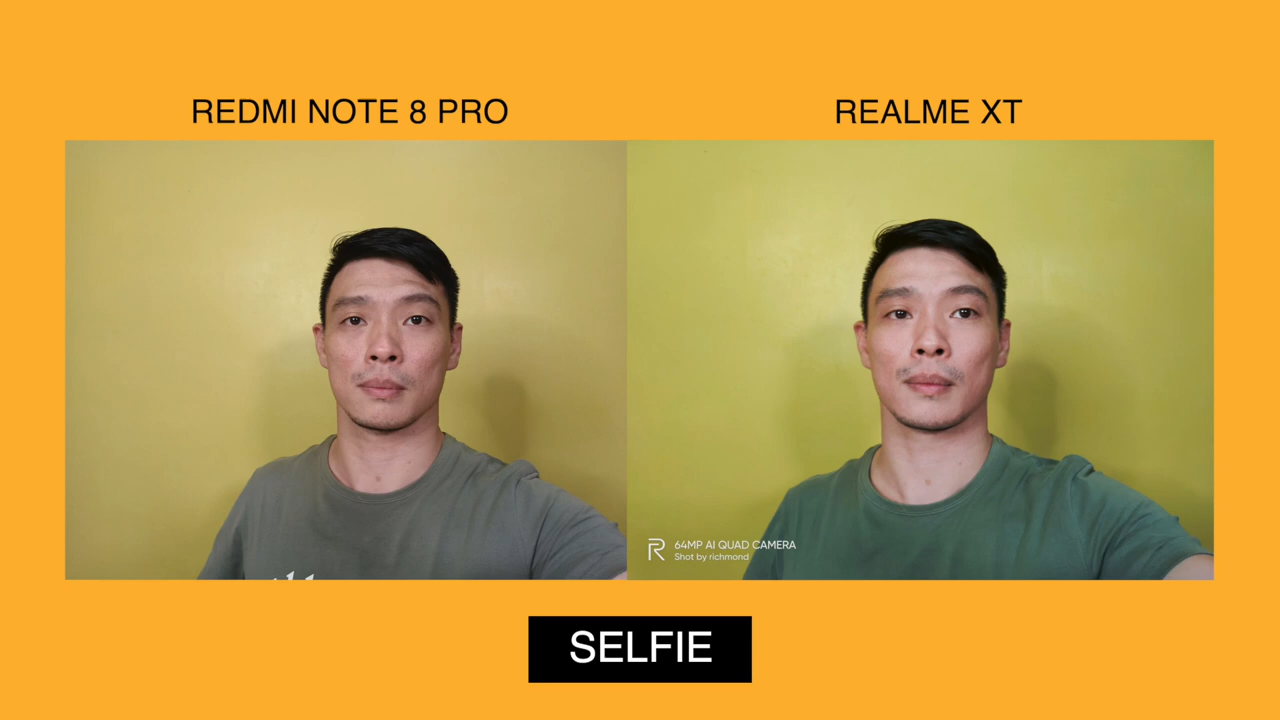 REDMI NOTE 8 PRO
REALME XT
64MP AI QUAD CAMERA
Shot by richmond
SELFIE